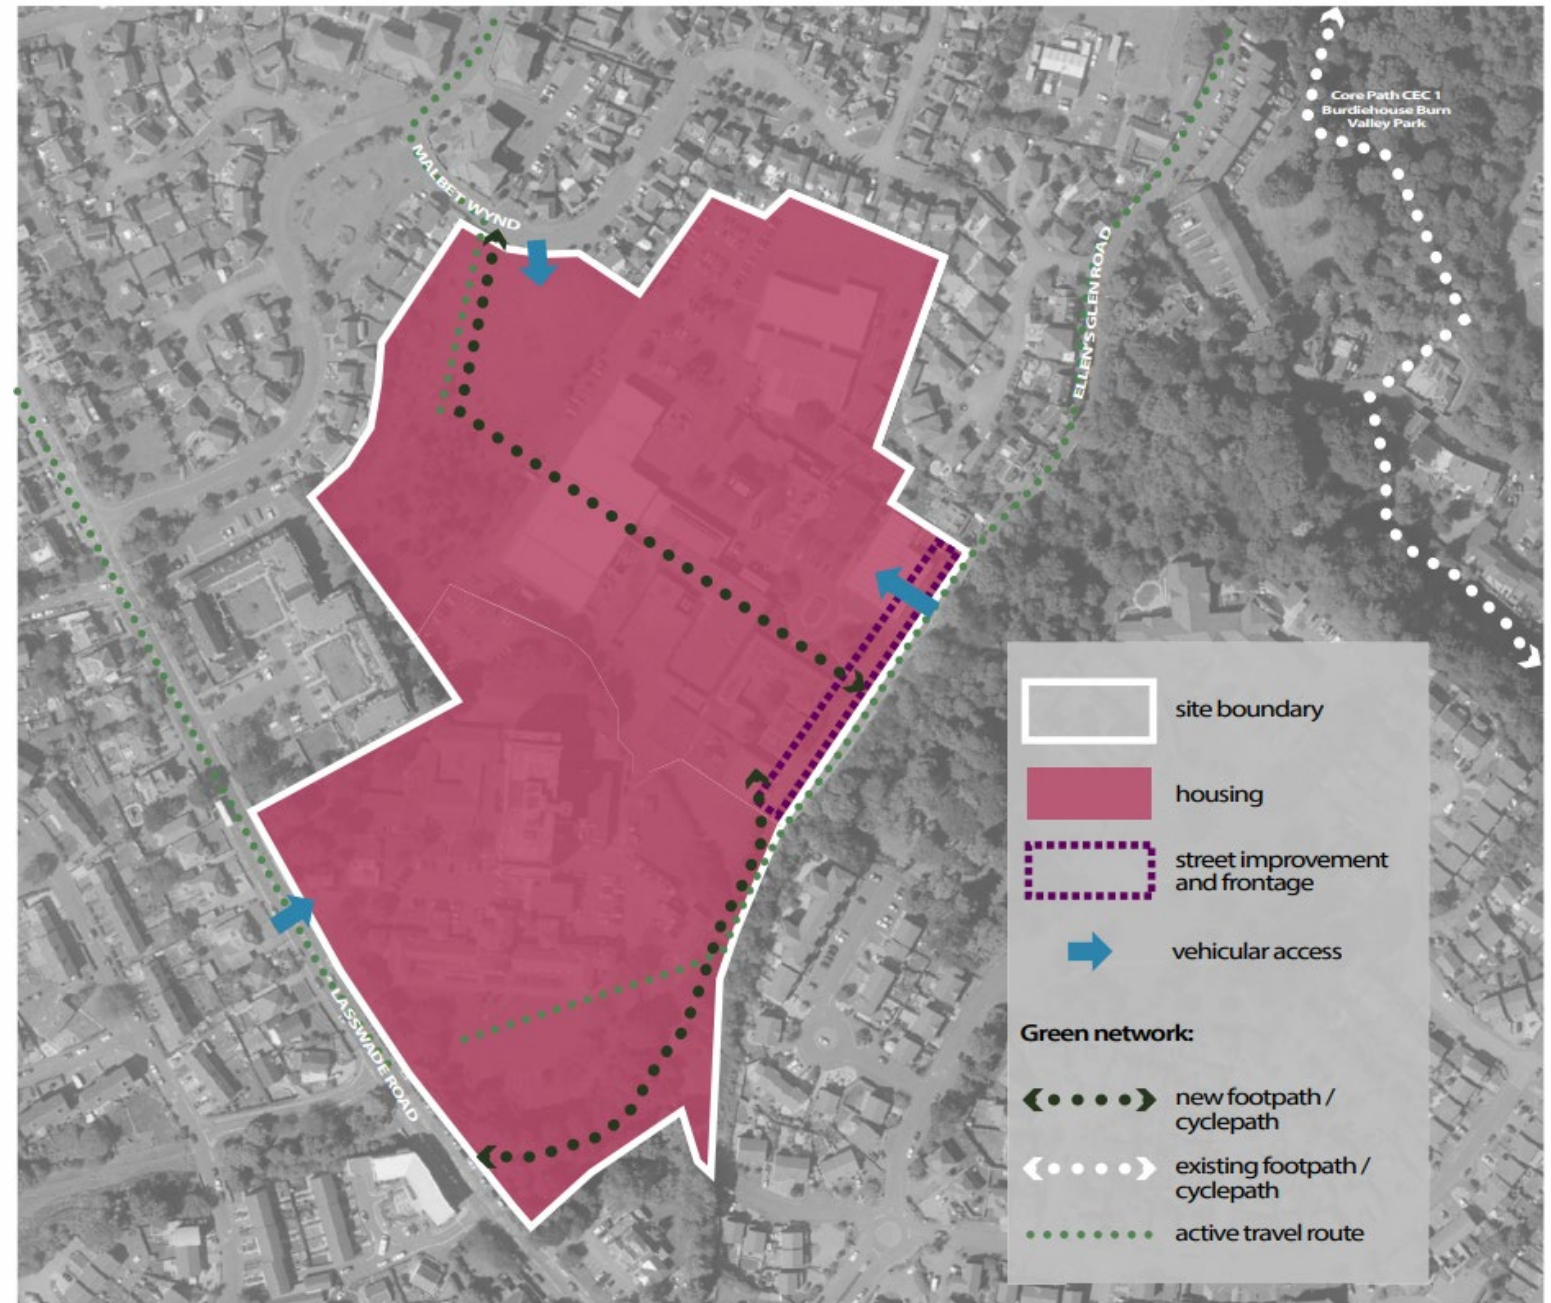 Core Path CEC 1
Burdiehouse Burn
Valley Park
MALBET WYND
ELLEN'S GLEN ROAD
LASSWADE ROAD
site boundary
housing
street improvement
and frontage
vehicular access
Green network:
new footpath /
cyclepath
existing footpath /
cyclepath
active travel route